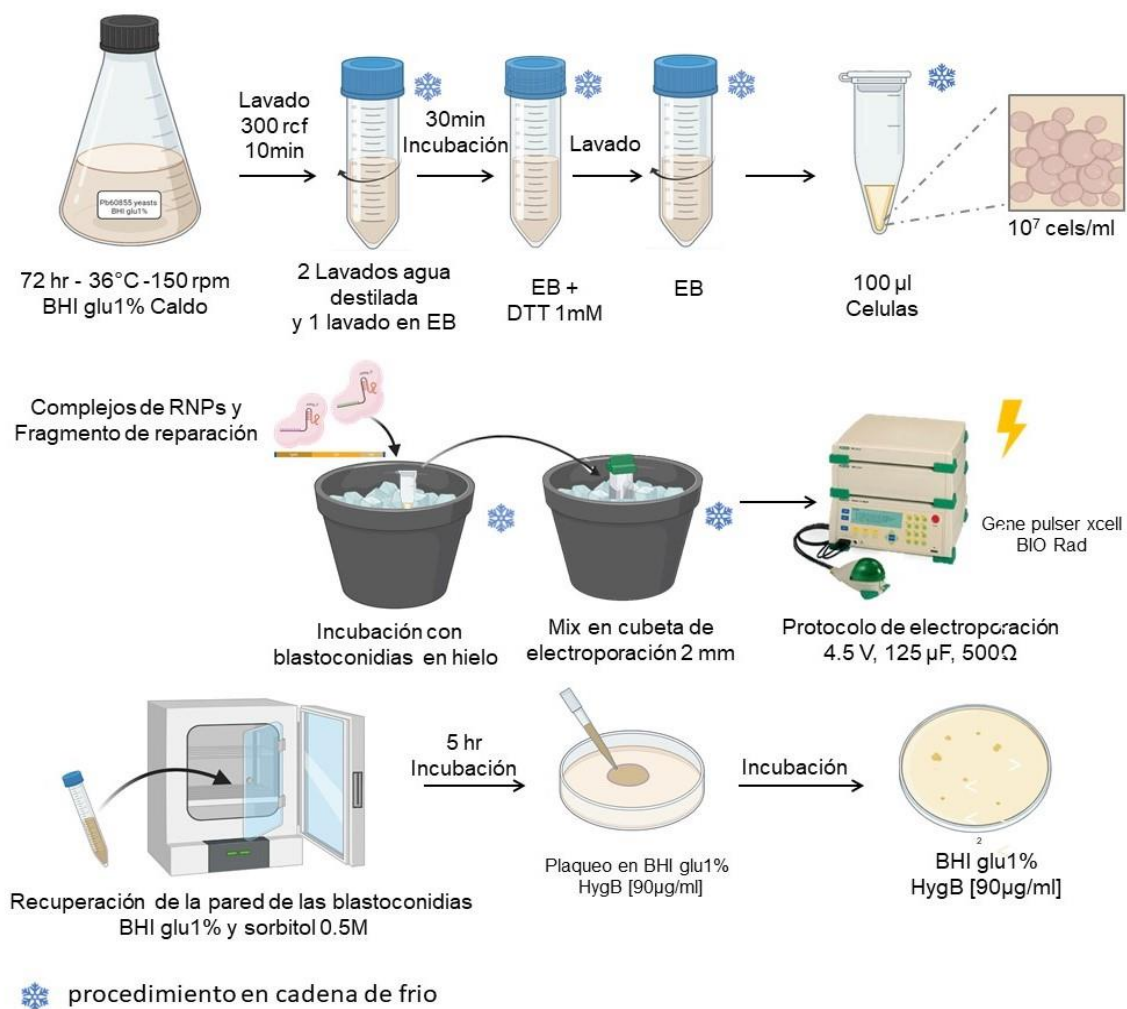 Pb60855 yeasts
BHI glu1%
72 hr - 36°C -150 rpm
BHI glu1% Caldo
Lavado
300 rcf
10min
2 Lavados agua
destilada
y 1 lavado en EB
30min
Incubación
EB +
DTT 1mM
Lavado
EB
100 µl
Celulas
10⁷ cels/ml
Complejos de RNPs y
Fragmento de reparación
Incubación con
blastoconidias en hielo
Mix en cubeta de
electroporación 2 mm
Gene pulser xcell
BIO Rad
Protocolo de electroporación
4.5 V, 125 µF, 500Ω
Recuperación de la pared de las blastoconidias
BHI glu1% y sorbitol 0.5M
5 hr
Incubación
Plaqueo en BHI glu1%
HygB [90µg/ml]
Incubación
2
BHI glu1%
HygB [90µg/ml]
procedimiento en cadena de frio